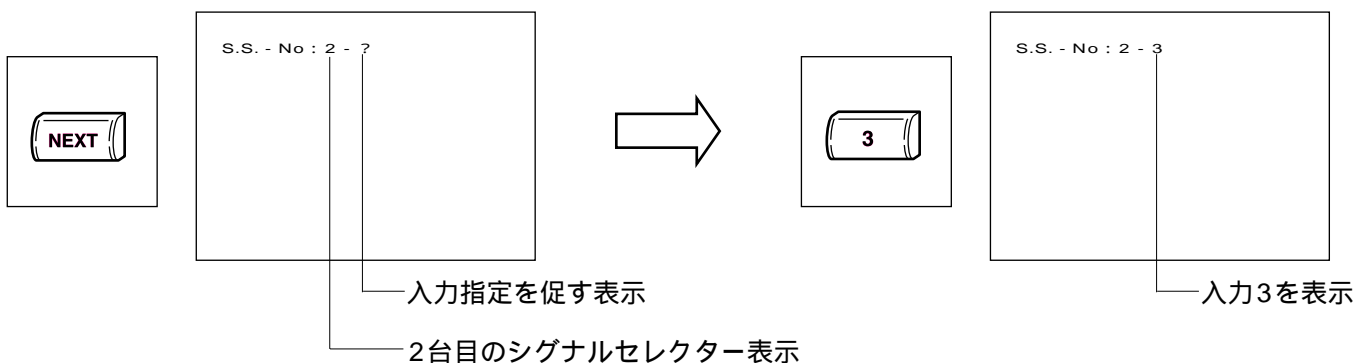 S.S. - No : 2 - ?
NEXT
入力指定を促す表示
2台目のシグナルセレクター表示
S.S. - No : 2 - 3
3
入力3を表示